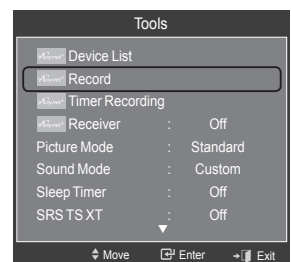 Tools
Device List
Record
Timer Recording
Receiver : Off
Picture Mode : Standard
Sound Mode : Custom
Sleep Timer : Off
SRS TS XT : Off
Move Enter Exit